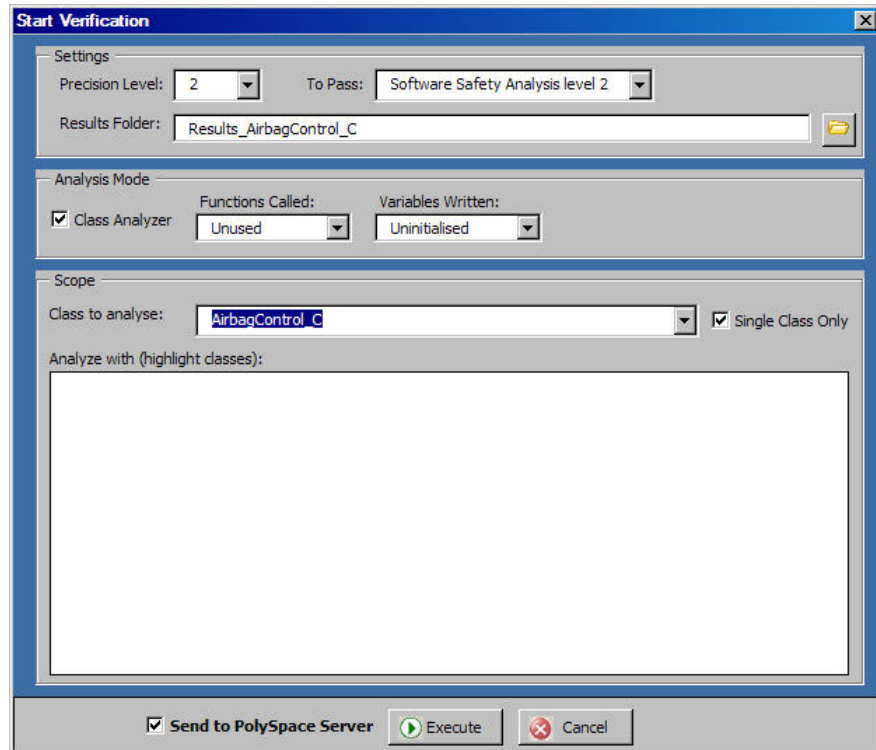 Start Verification
Settings
Precision Level: 2 To Pass: Software Safety Analysis level 2
Results Folder: Results_AirbagControl_C
Analysis Mode
Functions Called: Variables Written:
Class Analyzer Unused Uninitialised
Scope
Class to analyse: AirbagControl_C Single Class Only
Analyze with (highlight classes):
Send to PolySpace Server Execute Cancel